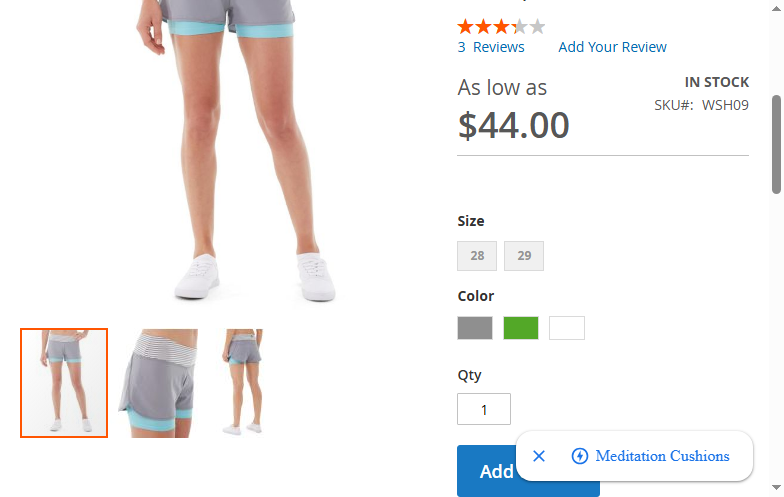 3 Reviews Add Your Review
As low as
IN STOCK
$44.00
SKU#: WSH09
Size
28 29
Color
Qty
1
Add
Meditation Cushions